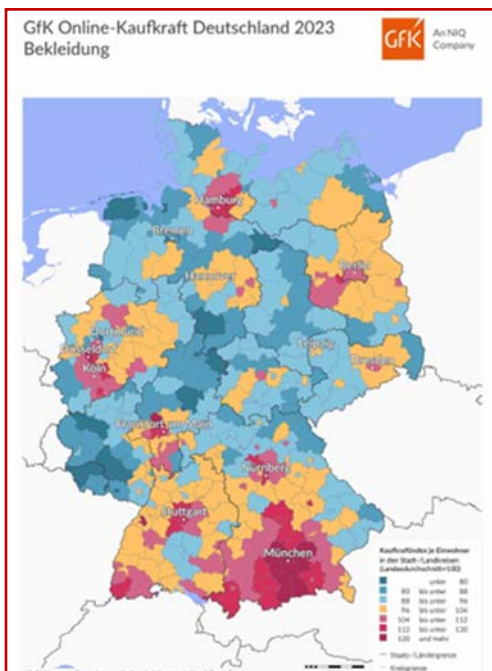 GfK Online-Kaufkraft Deutschland 2023
Bekleidung
GFK
An NIQ
Company
Hamburg
Bremen
Hannover
Berlin
Dortmund
Düsseldorf
Köln
Leipzig
Dresden
Frankfurt am Main
Nürnberg
Stuttgart
München
Kaufkraftindex je Einwohner
in den Stadt-/Landkreisen
(Landesdurchschnitt=100)
unter 80
80 bis unter 88
88 bis unter 96
96 bis unter 104
104 bis unter 112
112 bis unter 120
120 und mehr
Staats-/Ländergrenze
Kreisgrenze